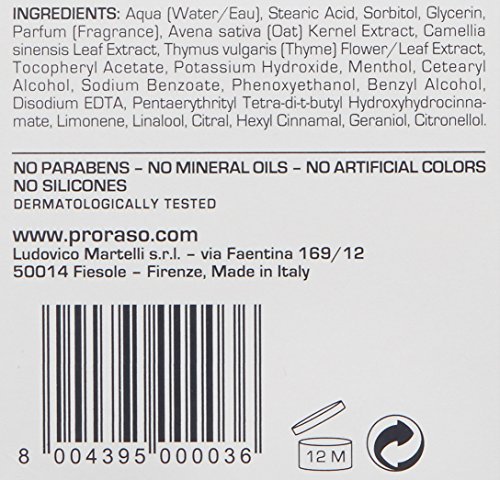 INGREDIENTS: Aqua (Water/Eau), Stearic Acid, Sorbitol, Glycerin,
Parfum (Fragrance), Avena sativa (Oat) Kernel Extract, Camellia
sinensis Leaf Extract, Thymus vulgaris (Thyme) Flower/Leaf Extract,
Tocopheryl Acetate, Potassium Hydroxide, Menthol, Cetearyl
Alcohol, Sodium Benzoate, Phenoxyethanol, Benzyl Alcohol,
Disodium EDTA, Pentaerythrityl Tetra-di-t-butyl Hydroxyhydrocinna-
mate, Limonene, Linalool, Citral, Hexyl Cinnamal, Geraniol, Citronellol.
NO PARABENS – NO MINERAL OILS – NO ARTIFICIAL COLORS
NO SILICONES
DERMATOLOGICALLY TESTED
www.proraso.com
Ludovico Martelli s.r.l. – via Faentina 169/12
50014 Fiesole – Firenze, Made in Italy
8 004395 000036
12 M